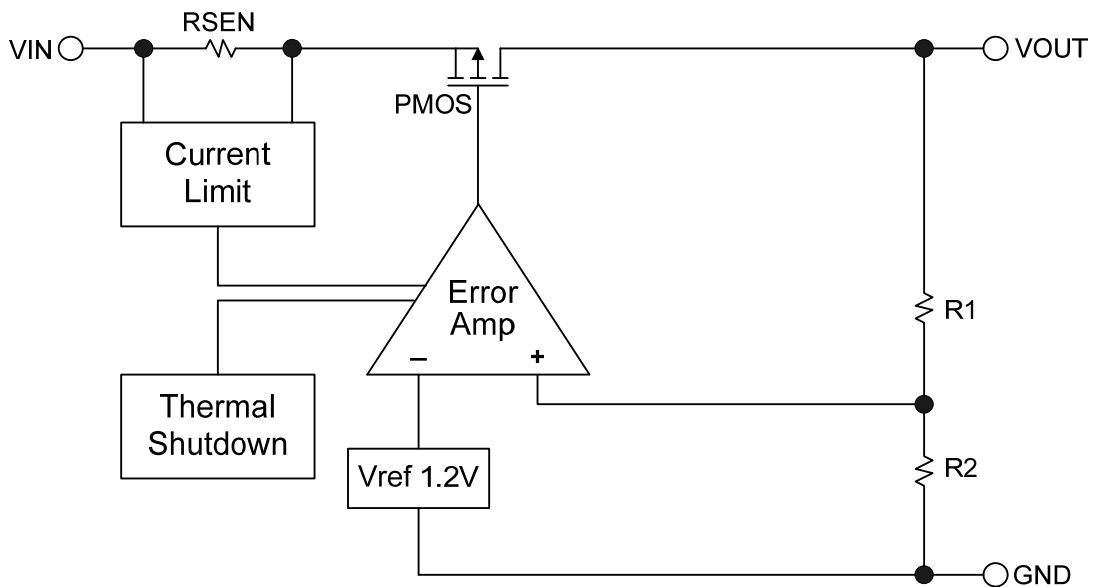 RSEN
VIN
VOUT
PMOS
Current
Limit
Error
Amp
− +
R1
Thermal
Shutdown
Vref 1.2V
R2
GND